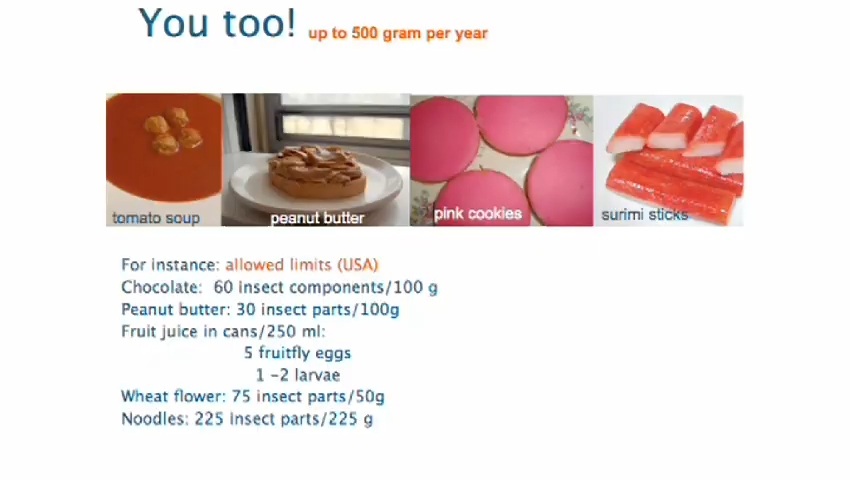 You too! up to 500 gram per year
tomato soup
peanut butter
pink cookies
surimi sticks
For instance: allowed limits (USA)
Chocolate: 60 insect components/100 g
Peanut butter: 30 insect parts/100g
Fruit juice in cans/250 ml:
5 fruitfly eggs
1 -2 larvae
Wheat flower: 75 insect parts/50g
Noodles: 225 insect parts/225 g